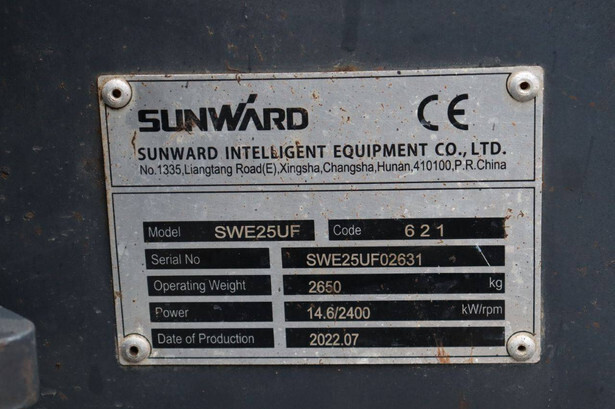 SUNWARD CE
SUNWARD INTELLIGENT EQUIPMENT CO., LTD.
No.1335,Liangtang Road(E),Xingsha,Changsha,Hunan,410100,P.R.China
Model SWE25UF Code 621
Serial No SWE25UF02631
Operating Weight 2650 kg
Power 14.6/2400 kW/rpm
Date of Production 2022.07